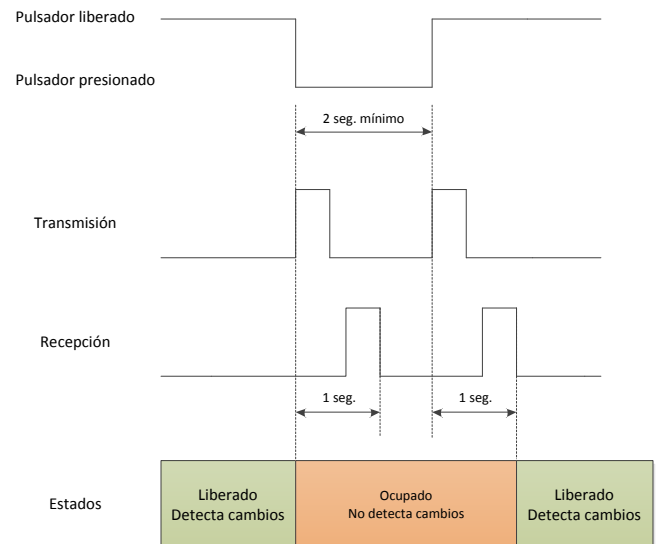 Pulsador liberado
Pulsador presionado
2 seg. mínimo
Transmisión
Recepción
1 seg.
1 seg.
Estados
Liberado
Detecta cambios
Ocupado
No detecta cambios
Liberado
Detecta cambios